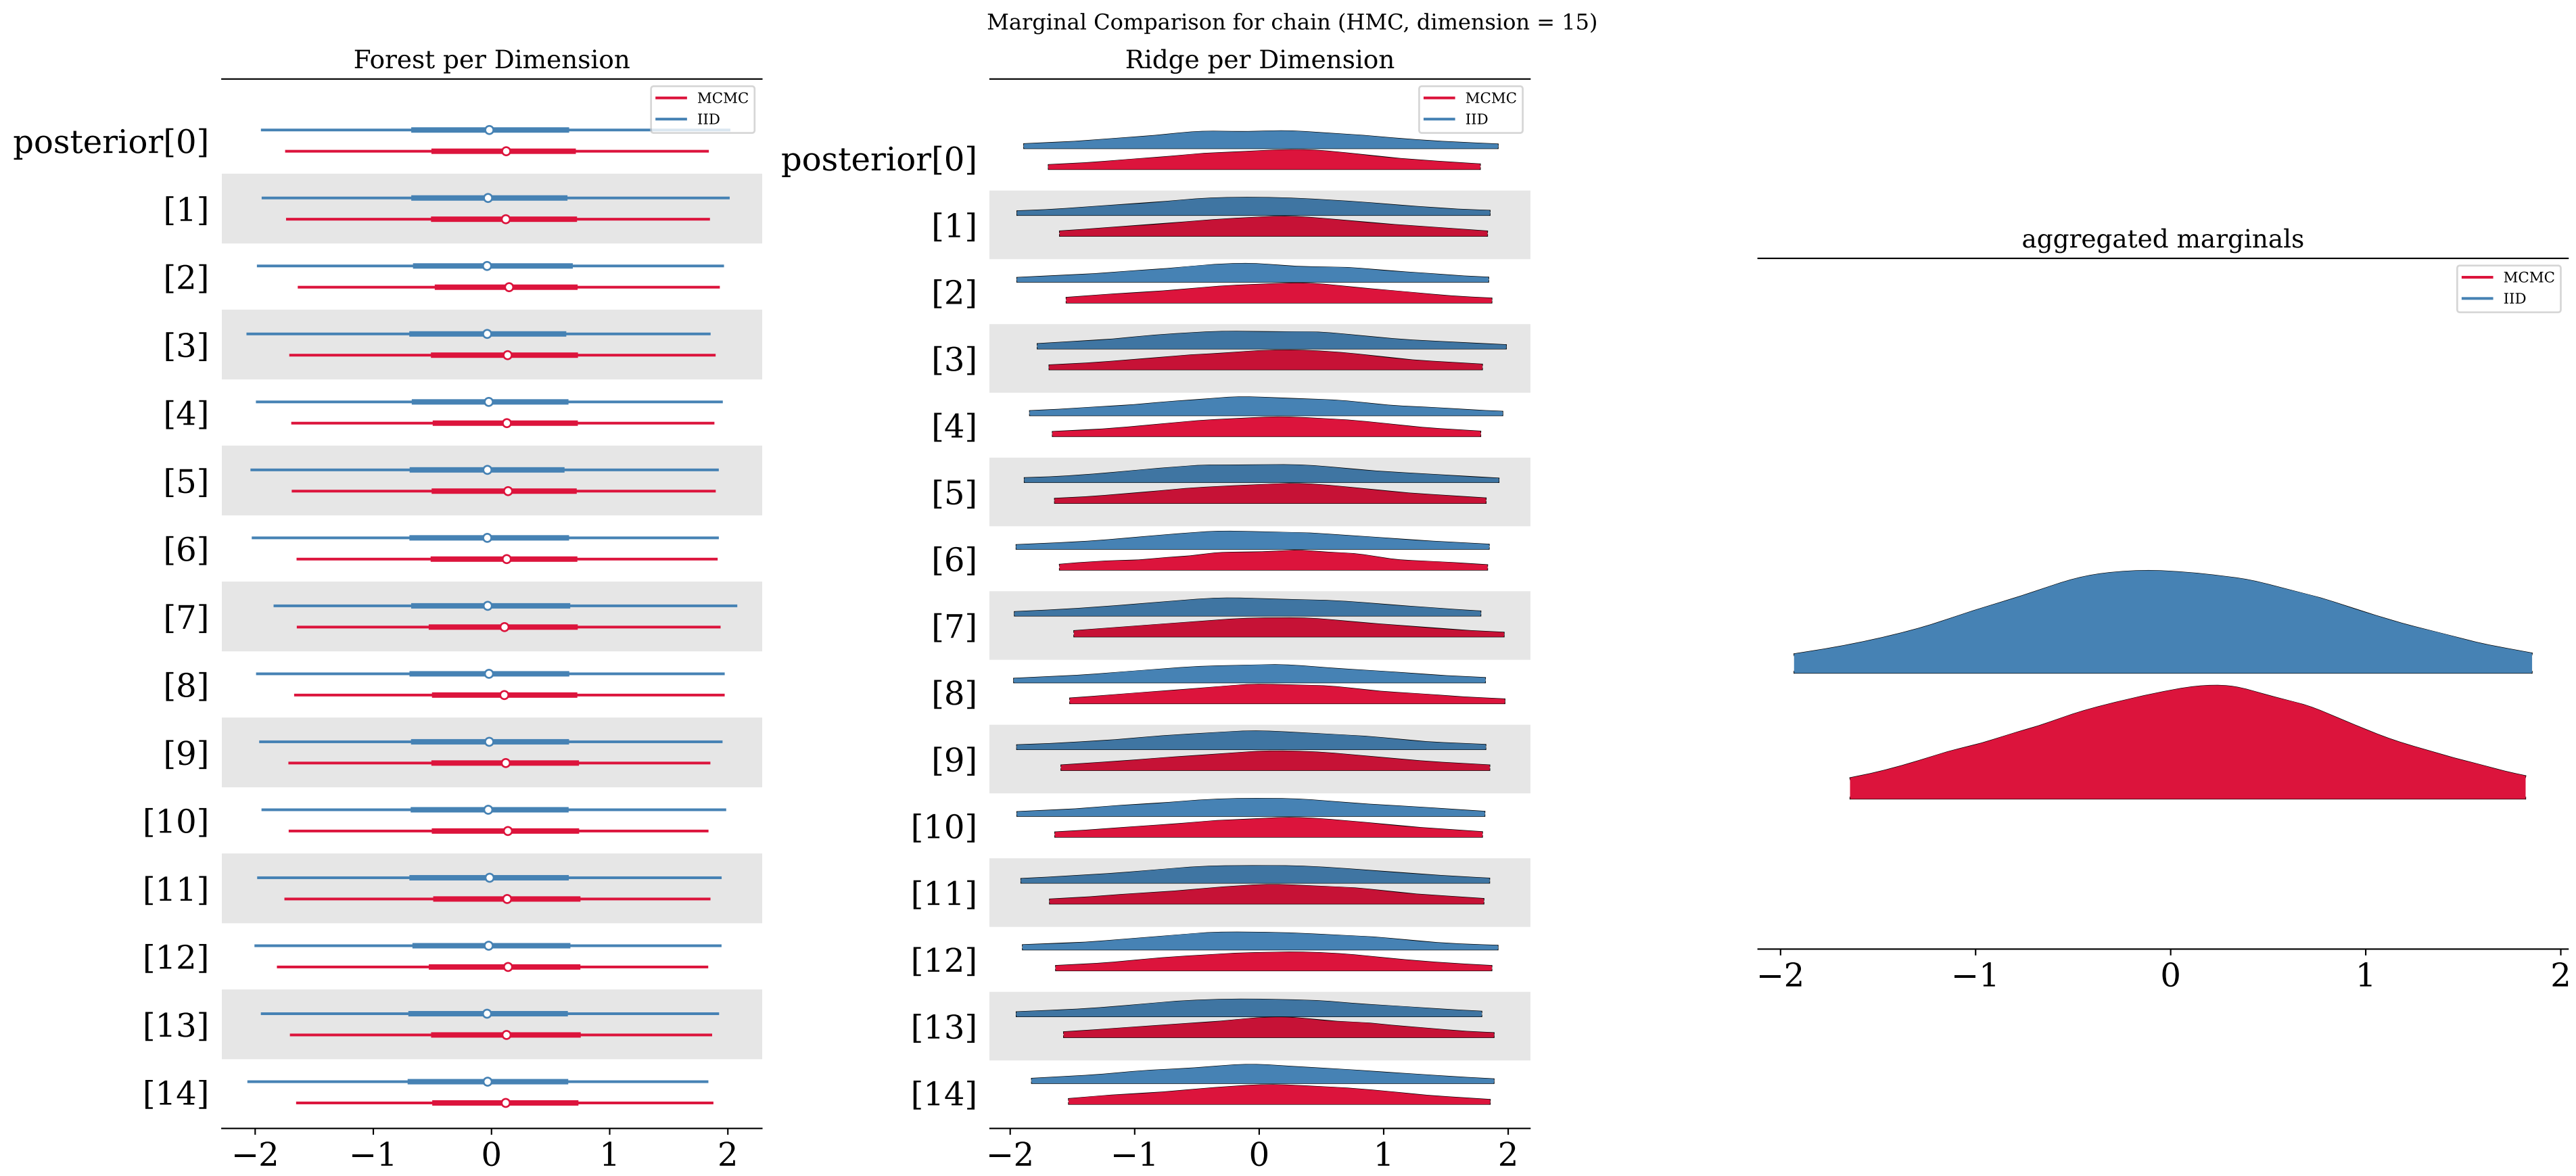 Marginal Comparison for chain (HMC, dimension = 15)
Forest per Dimension
MCMC
IID
posterior[0]
[1]
[2]
[3]
[4]
[5]
[6]
[7]
[8]
[9]
[10]
[11]
[12]
[13]
[14]
−2 −1 0 1 2
Ridge per Dimension
MCMC
IID
posterior[0]
[1]
[2]
[3]
[4]
[5]
[6]
[7]
[8]
[9]
[10]
[11]
[12]
[13]
[14]
−2 −1 0 1 2
aggregated marginals
MCMC
IID
−2 −1 0 1 2